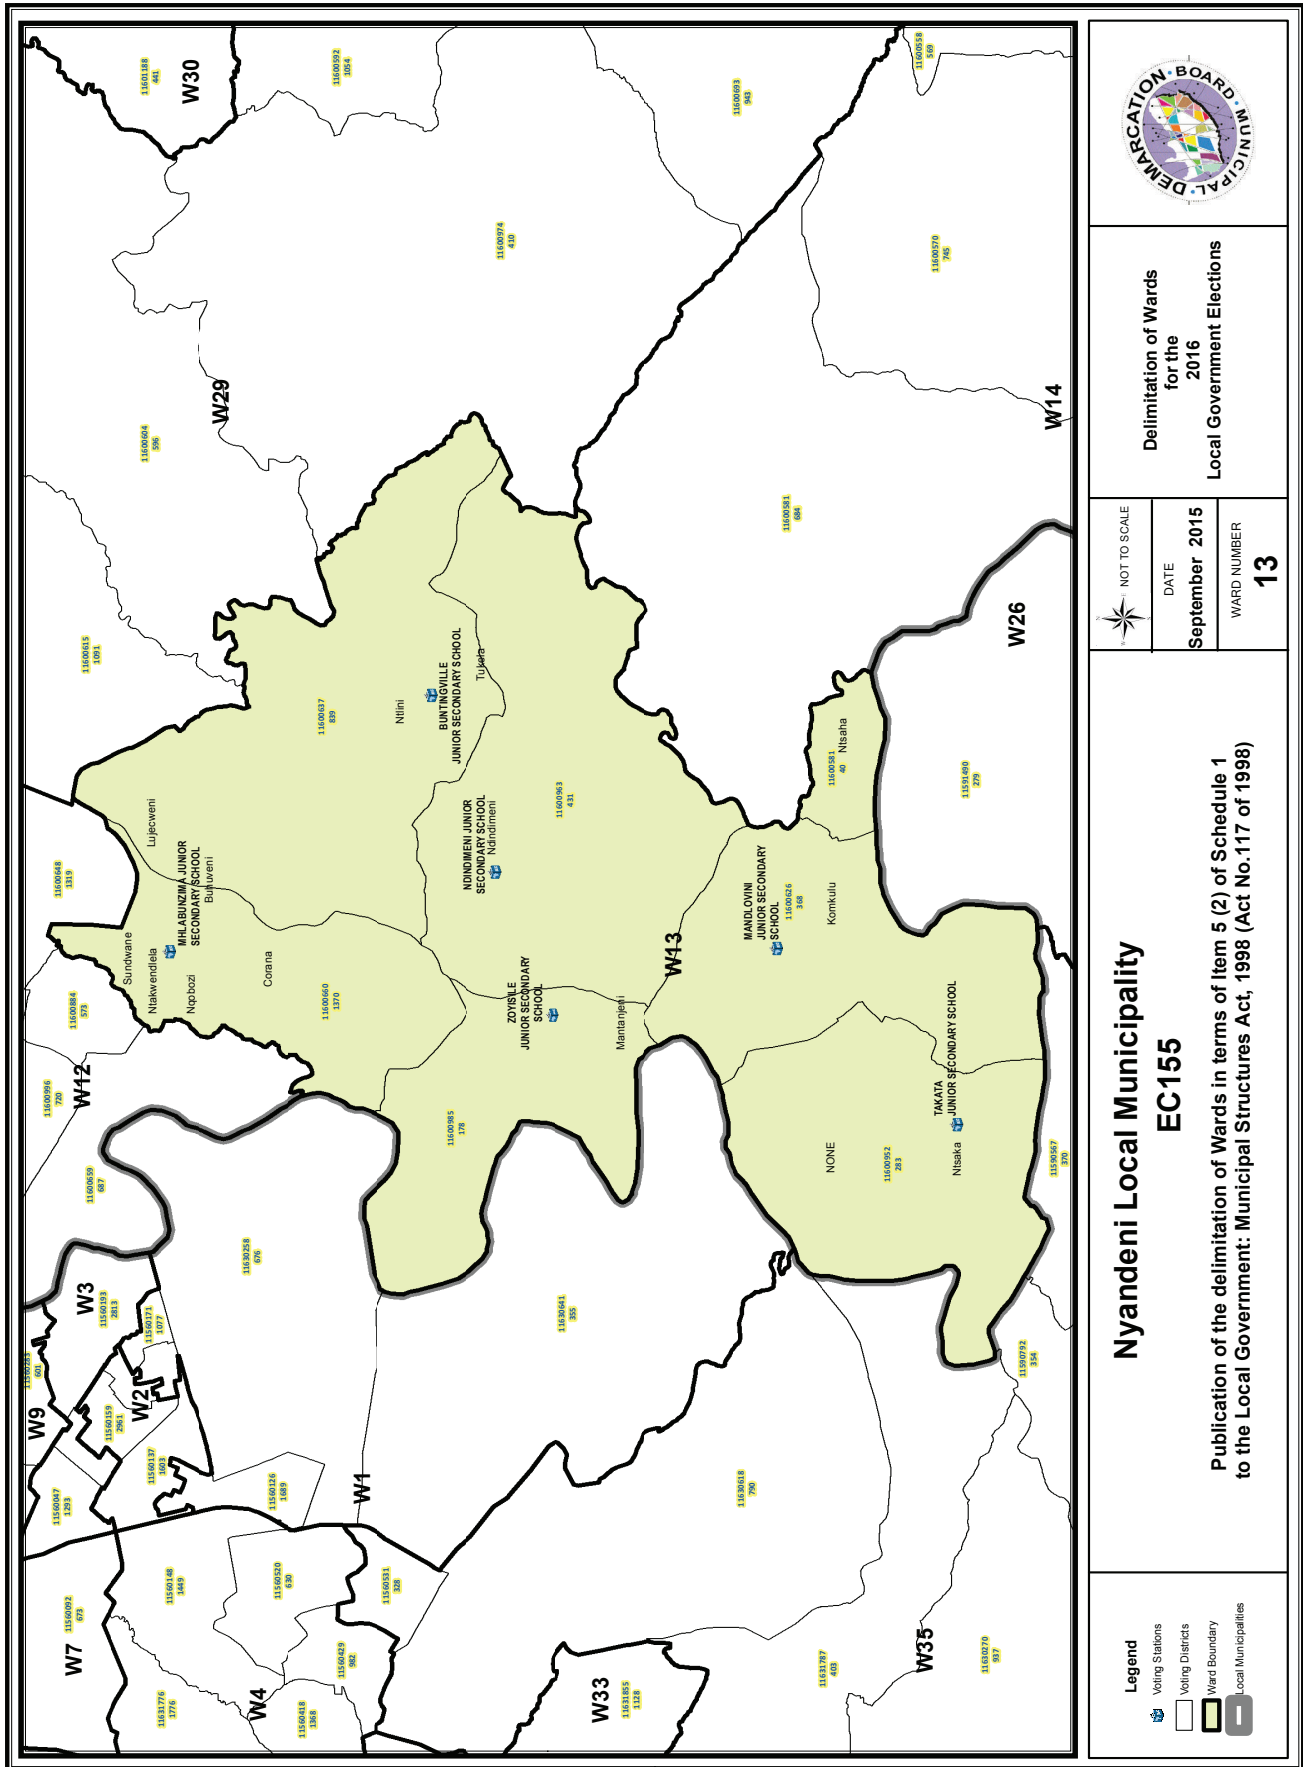 W7
11560092
673
11560047
1293
W9
11560283
601
W3
11560193
2813
11600659
687
11600996
720
W12
11600884
573
11600648
1319
11600615
1091
11600604
596
W29
11601188
441
W30
11600592
1054
11631776
1776
11560148
1449
11560137
1603
11560159
2961
W2
11560171
1077
W4
11560418
1368
11560429
982
11560520
630
11560531
328
11560126
1689
W1
11630258
676
Sundwane
Ntakwendlela
Nqobozi
MHLABUNZIMA JUNIOR
SECONDARY SCHOOL
Bumuveni
Lujecweni
Corana
11600660
1370
11600637
839
Ntlini
BUNTINGVILLE
JUNIOR SECONDARY SCHOOL
Tukela
11600974
410
11600985
178
ZOYISILE
JUNIOR SECONDARY
SCHOOL
NDINDIMENI JUNIOR
SECONDARY SCHOOL
Ndindimeni
11600963
431
Mantanjeni
W33
11631855
1128
11630641
355
W13
11600693
943
11630618
790
MANDLOVINI
JUNIOR SECONDARY
SCHOOL
11600626
368
Komkulu
11600581
40
Ntsaha
11600581
684
11631787
403
NONE
11600952
283
TAKATA
JUNIOR SECONDARY SCHOOL
Ntsaka
11600570
745
11600558
569
W35
11630270
937
11590792
354
11590567
370
11591490
279
W26
W14
Legend
Voting Stations
Voting Districts
Ward Boundary
Local Municipalities
Nyandeni Local Municipality
EC155
Publication of the delimitation of Wards in terms of Item 5 (2) of Schedule 1
to the Local Government: Municipal Structures Act, 1998 (Act No.117 of 1998)
N
W
E
S
NOT TO SCALE
DATE
September 2015
WARD NUMBER
13
Delimitation of Wards
for the
2016
Local Government Elections
MUNICIPAL · DEMARCATION · BOARD ·